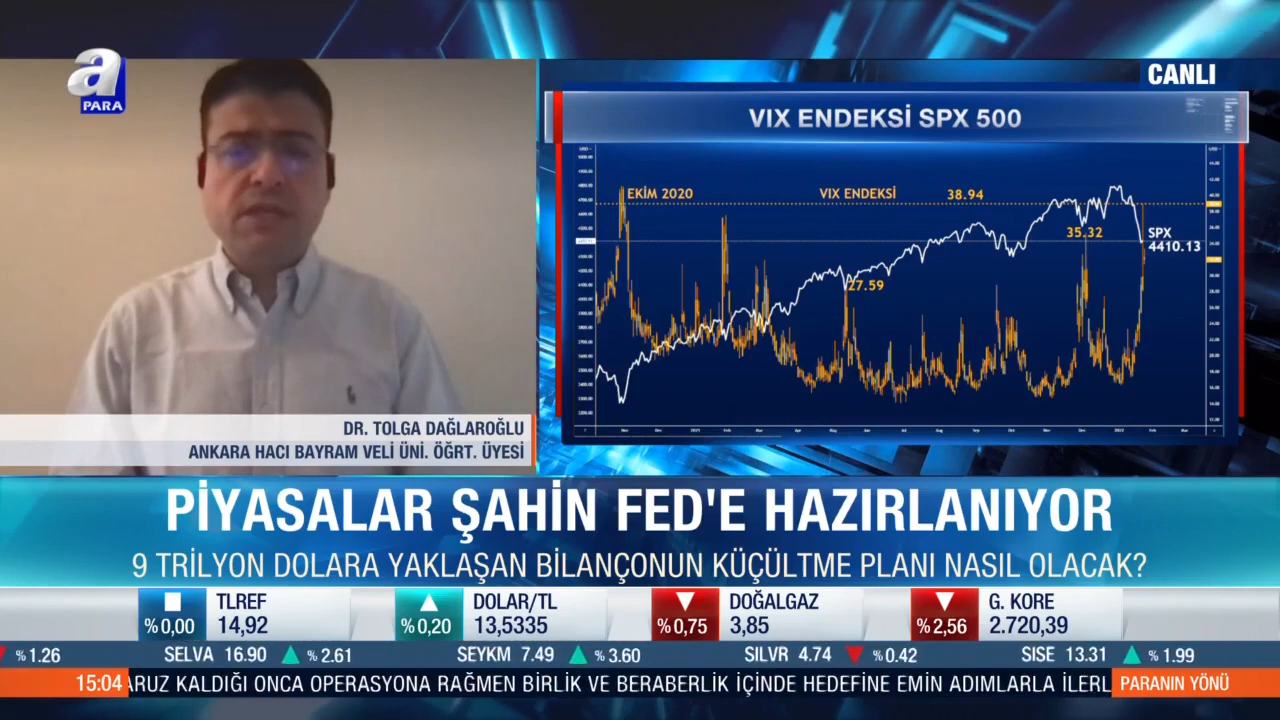 a
PARA
CANLI
VIX ENDEKSİ SPX 500
EKİM 2020
VIX ENDEKSİ
38.94
35.32
SPX
4410.13
27.59
DR. TOLGA DAĞLAROĞLU
ANKARA HACI BAYRAM VELİ ÜNİ. ÖĞRT. ÜYESİ
PİYASALAR ŞAHİN FED'E HAZIRLANIYOR
9 TRİLYON DOLARA YAKLAŞAN BİLANÇONUN KÜÇÜLTME PLANI NASIL OLACAK?
%0,00 TLREF 14,92
%0,20 DOLAR/TL 13,5335
%0,75 DOĞALGAZ 3,85
%2,56 G. KORE 2.720,39
%1.26 SELVA 16.90 %2.61 SEYKM 7.49 %3.60 SILVR 4.74 %0.42 SISE 13.31 %1.99
15:04 ARUZ KALDIĞI ONCA OPERASYONA RAĞMEN BİRLİK VE BERABERLİK İÇİNDE HEDEFİNE EMİN ADIMLARLA İLERL PARANIN YÖNÜ